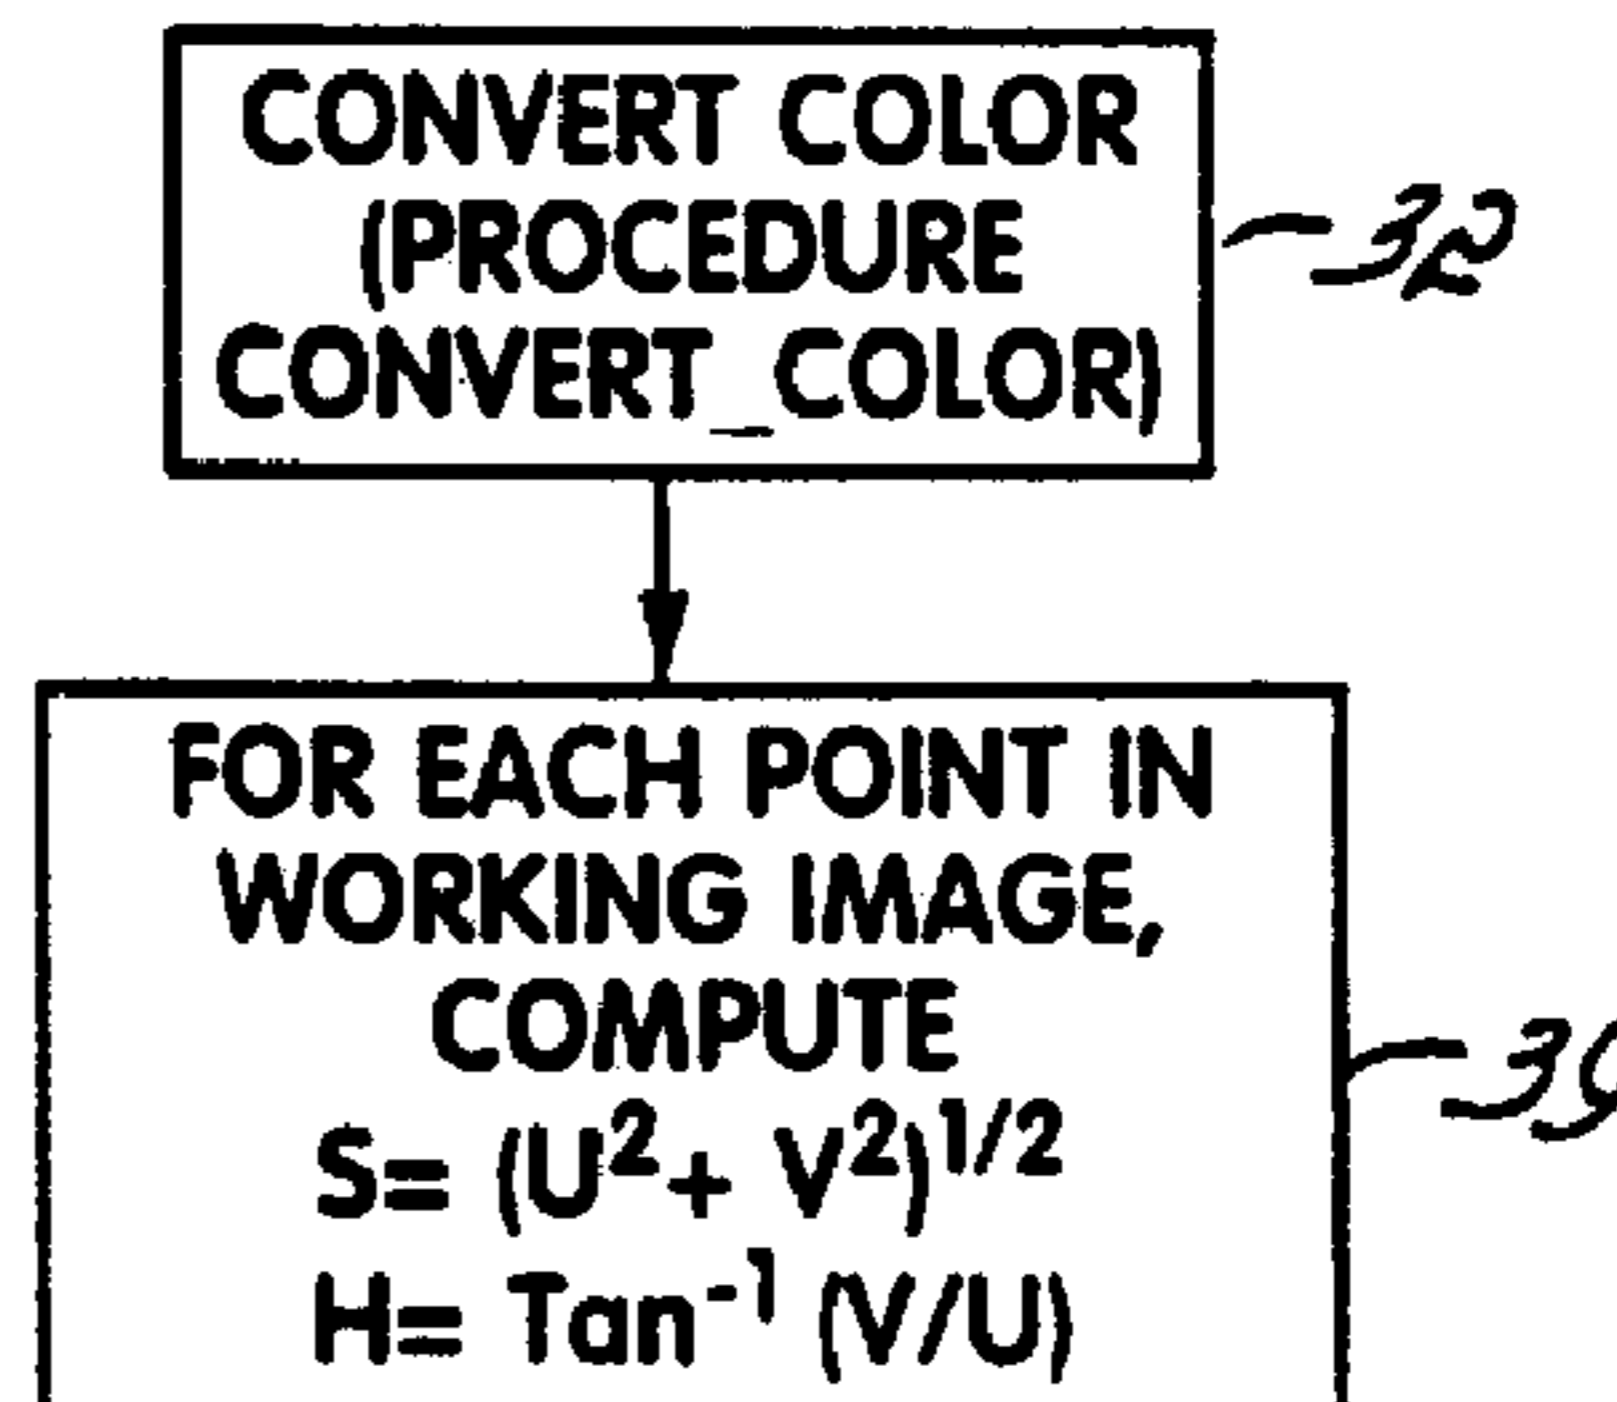 CONVERT COLOR
(PROCEDURE
CONVERT_COLOR)
32
FOR EACH POINT IN
WORKING IMAGE,
COMPUTE
S= (U²+ V²)^1/2
H= Tan⁻¹ (V/U)